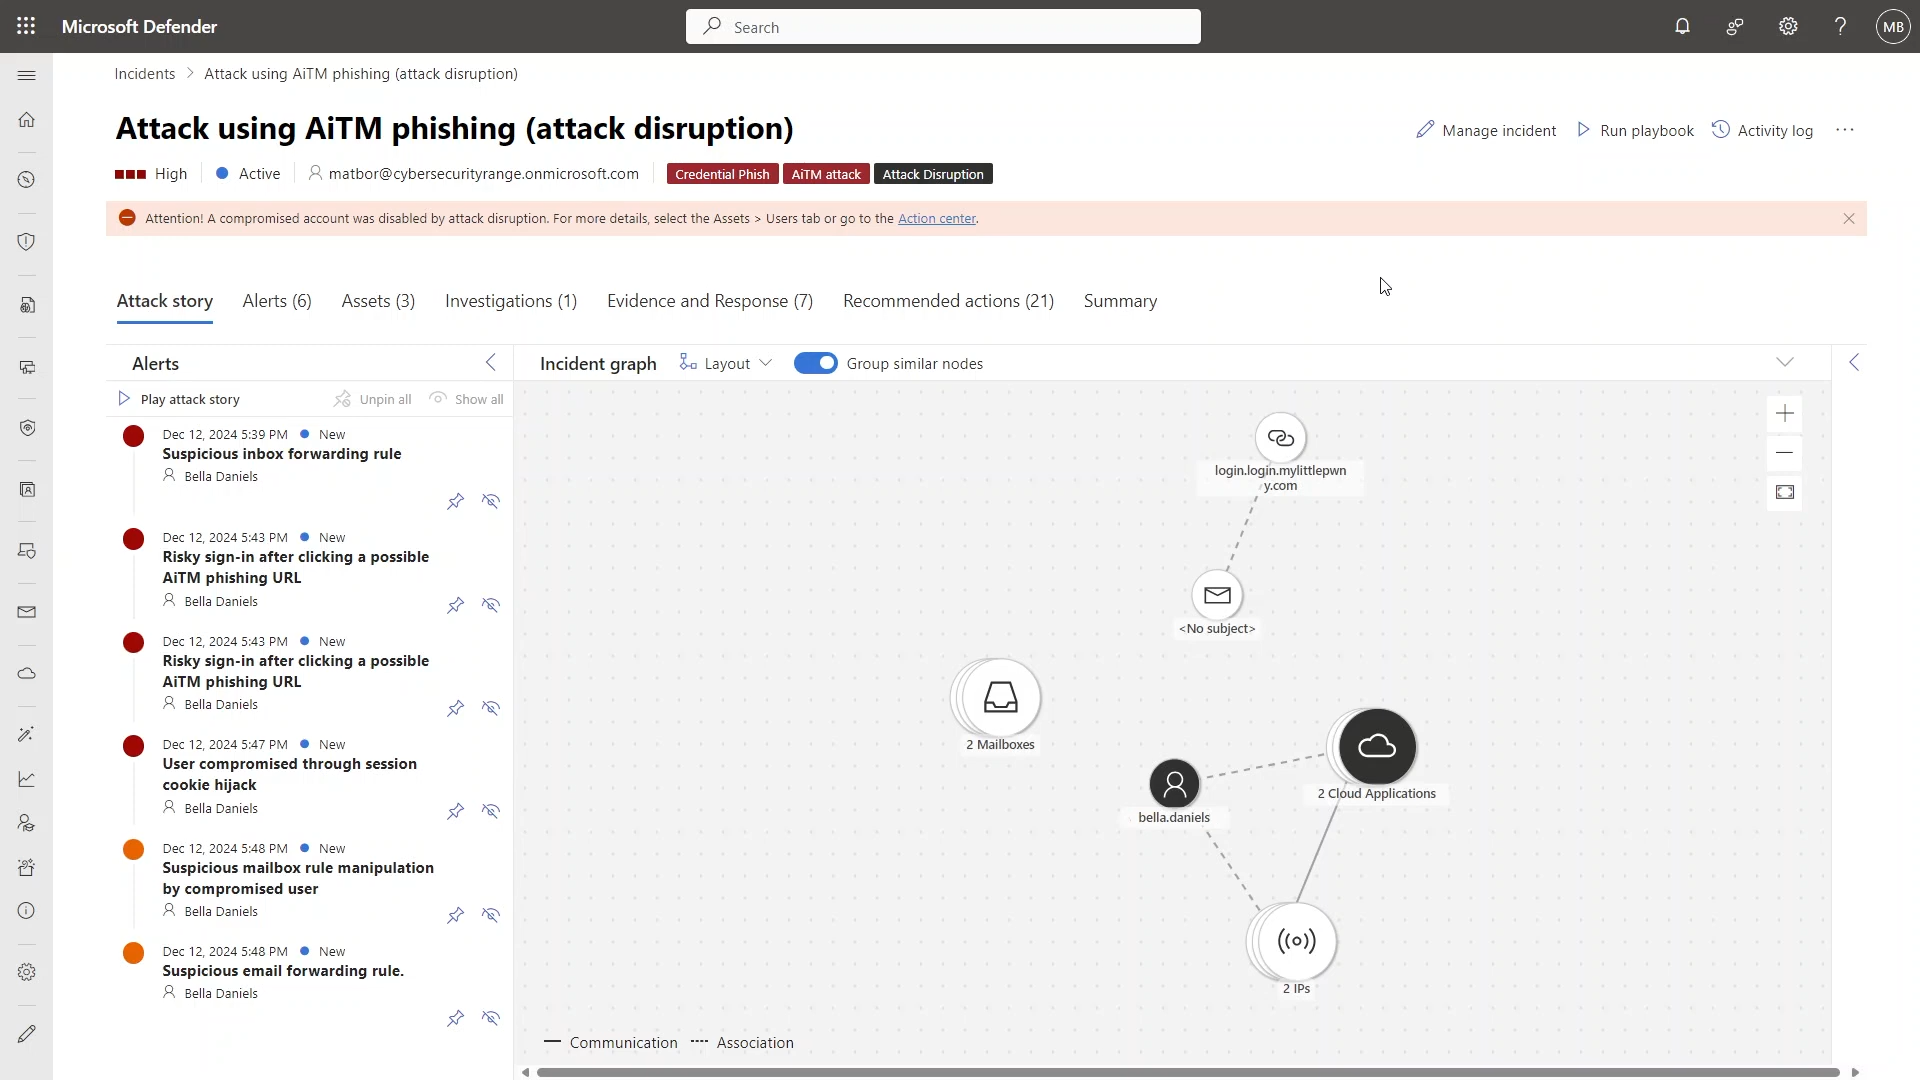 Microsoft Defender
Search
MB
Incidents > Attack using AiTM phishing (attack disruption)
Attack using AiTM phishing (attack disruption)
Manage incident
Run playbook
Activity log
High
Active
matbor@cybersecurityrange.onmicrosoft.com
Credential Phish
AiTM attack
Attack Disruption
Attention! A compromised account was disabled by attack disruption. For more details, select the Assets > Users tab or go to the Action center.
Attack story
Alerts (6)
Assets (3)
Investigations (1)
Evidence and Response (7)
Recommended actions (21)
Summary
Alerts
Play attack story
Unpin all
Show all
Dec 12, 2024 5:39 PM New
Suspicious inbox forwarding rule
Bella Daniels
Dec 12, 2024 5:43 PM New
Risky sign-in after clicking a possible
AiTM phishing URL
Bella Daniels
Dec 12, 2024 5:43 PM New
Risky sign-in after clicking a possible
AiTM phishing URL
Bella Daniels
Dec 12, 2024 5:47 PM New
User compromised through session
cookie hijack
Bella Daniels
Dec 12, 2024 5:48 PM New
Suspicious mailbox rule manipulation
by compromised user
Bella Daniels
Dec 12, 2024 5:48 PM New
Suspicious email forwarding rule.
Bella Daniels
Incident graph
Layout
Group similar nodes
login.login.mylittlepwn
y.com
<No subject>
2 Mailboxes
bella.daniels
2 Cloud Applications
2 IPs
Communication
Association